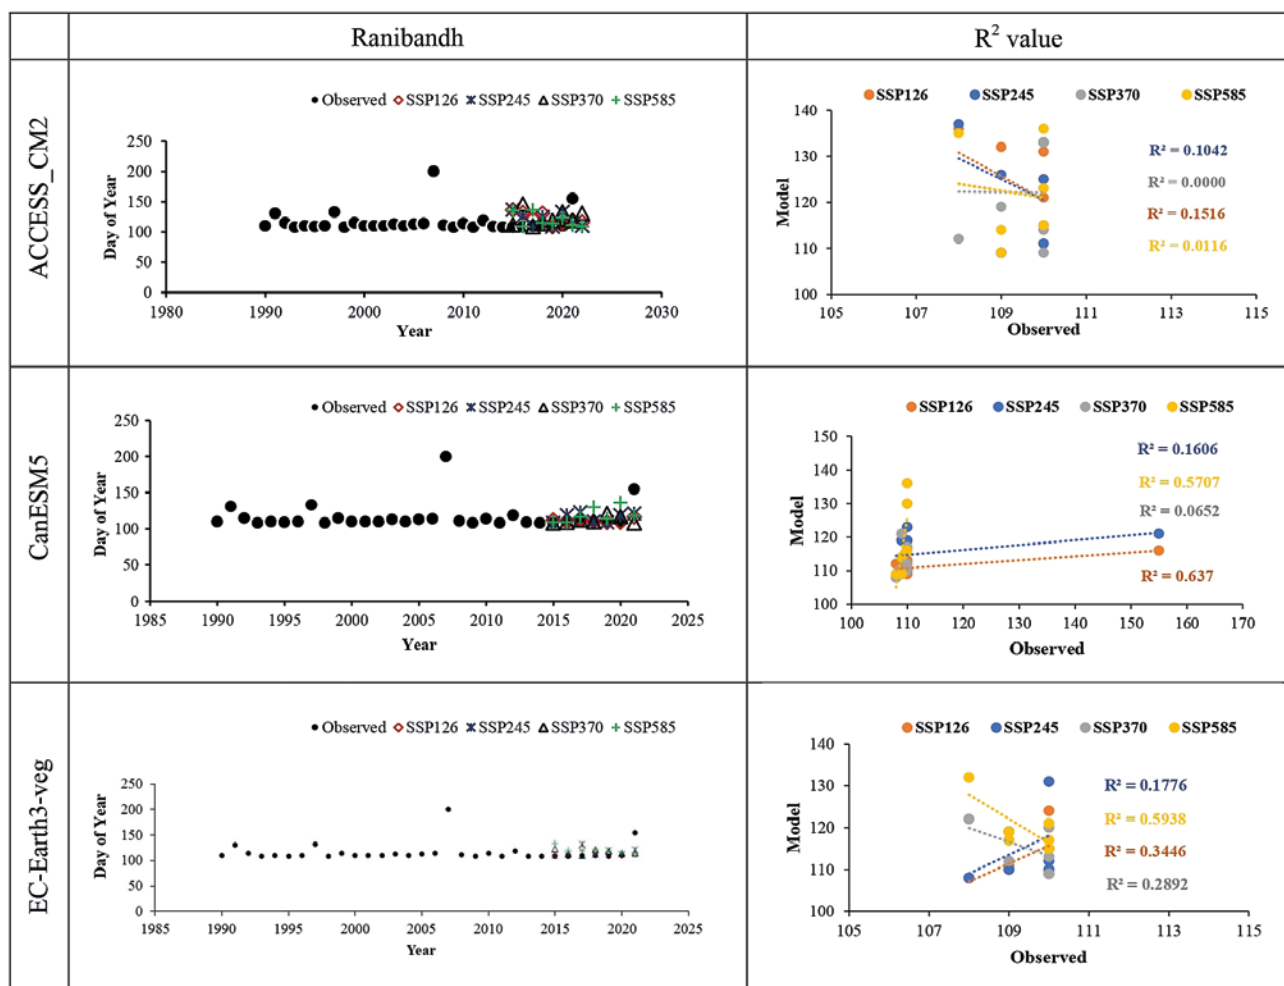 Ranibandh
R² value
ACCESS_CM2
Observed SSP126 SSP245 SSP370 SSP585
250
200
150
100
50
0
Day of Year
1980 1990 2000 2010 2020 2030
Year
SSP126 SSP245 SSP370 SSP585
140
130
120
110
100
Model
R² = 0.1042
R² = 0.0000
R² = 0.1516
R² = 0.0116
105 107 109 111 113 115
Observed
CanESM5
Observed SSP126 SSP245 SSP370 SSP585
250
200
150
100
50
0
Day of Year
1985 1990 1995 2000 2005 2010 2015 2020 2025
Year
SSP126 SSP245 SSP370 SSP585
150
140
130
120
110
100
Model
R² = 0.1606
R² = 0.5707
R² = 0.0652
R² = 0.637
100 110 120 130 140 150 160 170
Observed
EC-Earth3-veg
Observed SSP126 SSP245 SSP370 SSP585
250
200
150
100
50
0
Day of Year
1985 1990 1995 2000 2005 2010 2015 2020 2025
Year
SSP126 SSP245 SSP370 SSP585
140
130
120
110
100
Model
R² = 0.1776
R² = 0.5938
R² = 0.3446
R² = 0.2892
105 107 109 111 113 115
Observed